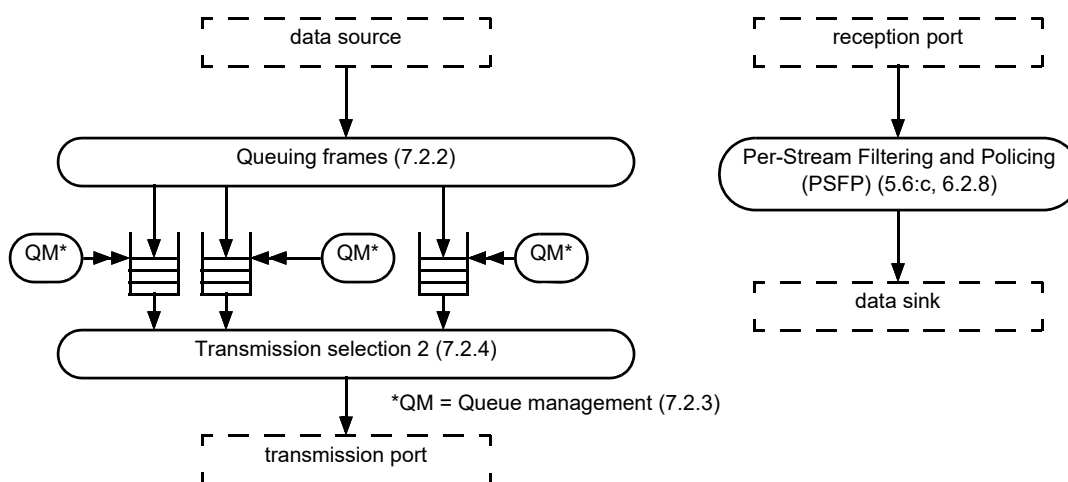 data source
reception port
Queuing frames (7.2.2)
Per-Stream Filtering and Policing
(PSFP) (5.6:c, 6.2.8)
QM*
QM*
QM*
data sink
Transmission selection 2 (7.2.4)
*QM = Queue management (7.2.3)
transmission port